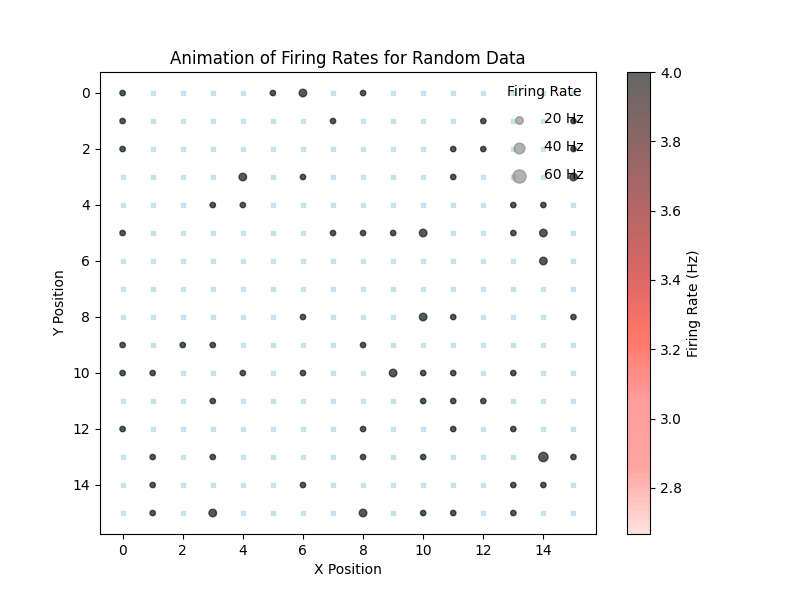 Animation of Firing Rates for Random Data
Firing Rate
20 Hz
40 Hz
60 Hz
0
2
4
6
8
10
12
14
Y Position
0
2
4
6
8
10
12
14
X Position
4.0
3.8
3.6
3.4
3.2
3.0
2.8
Firing Rate (Hz)